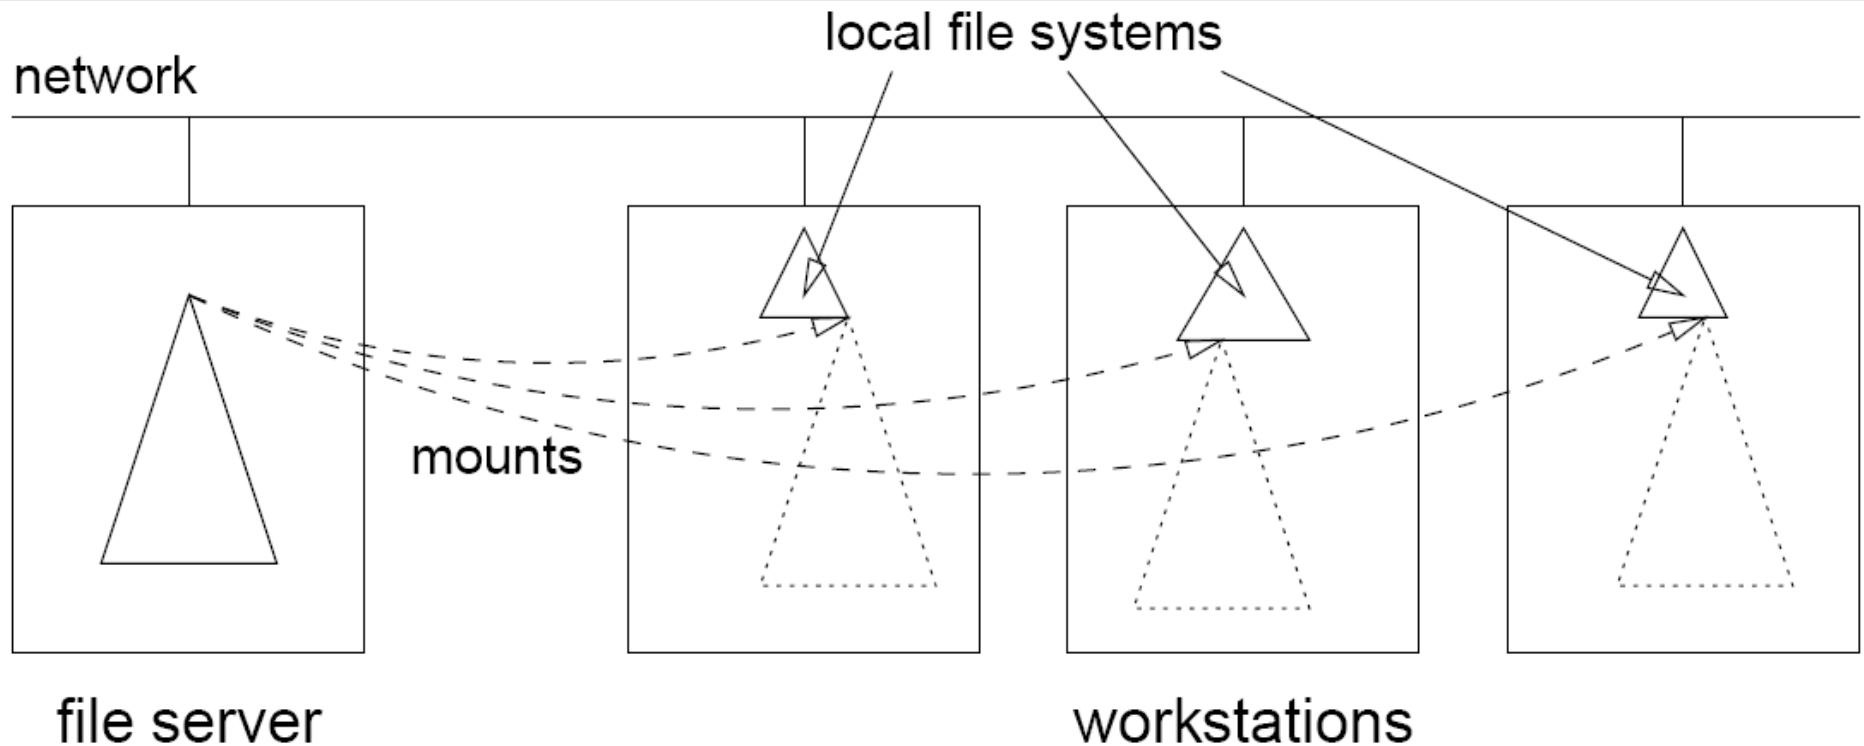 local file systems
network
mounts
file server
workstations